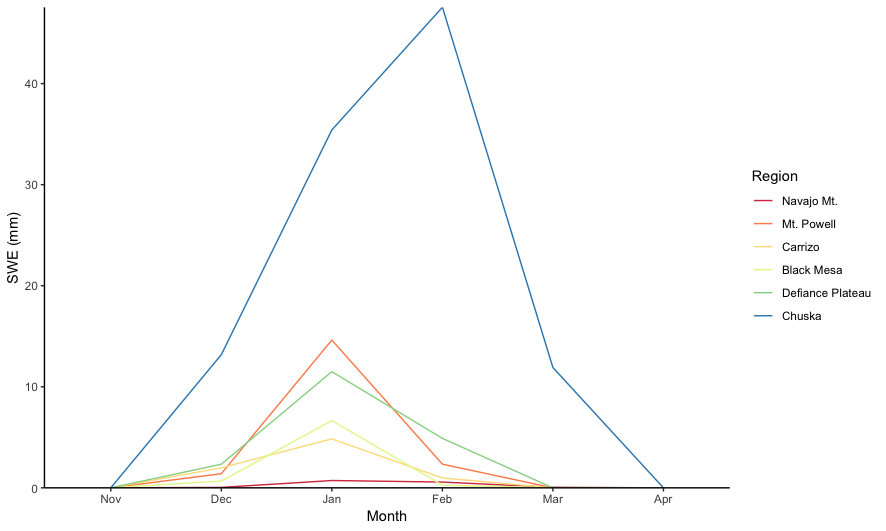 SWE (mm)
40
30
20
10
0
Nov Dec Jan Feb Mar Apr
Month
Region
Navajo Mt.
Mt. Powell
Carrizo
Black Mesa
Defiance Plateau
Chuska